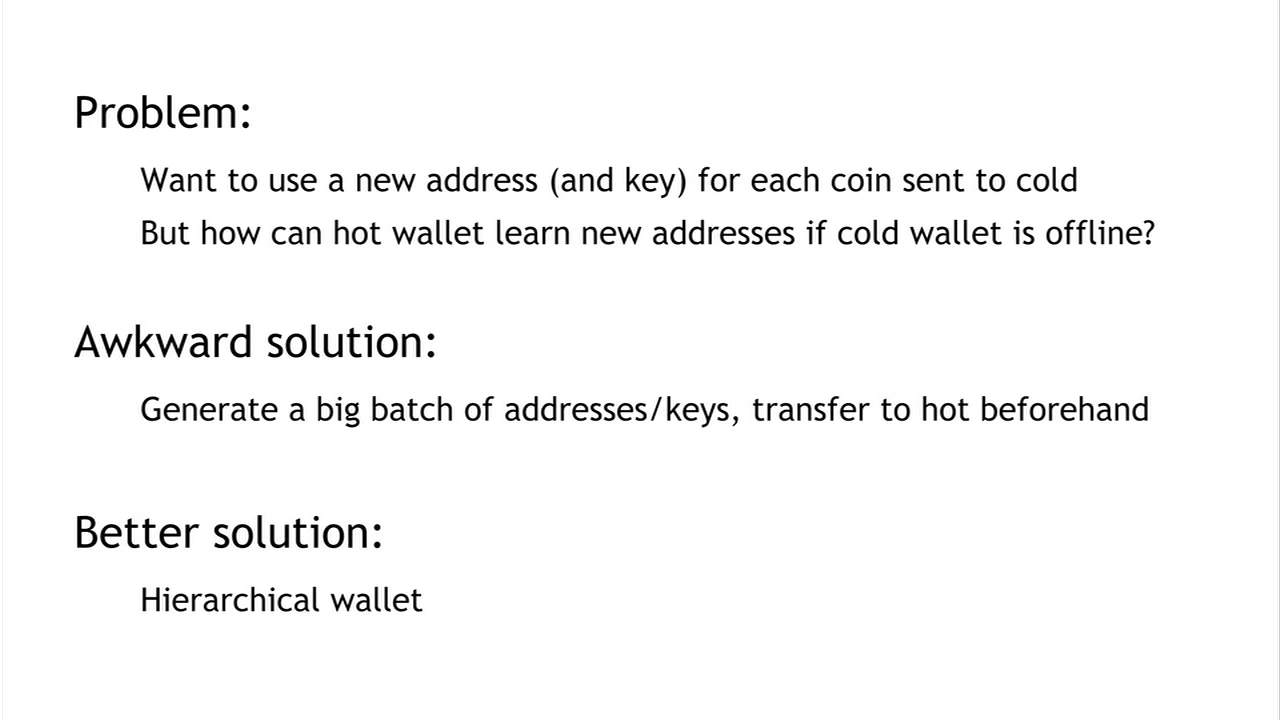 Problem:
Want to use a new address (and key) for each coin sent to cold
But how can hot wallet learn new addresses if cold wallet is offline?
Awkward solution:
Generate a big batch of addresses/keys, transfer to hot beforehand
Better solution:
Hierarchical wallet